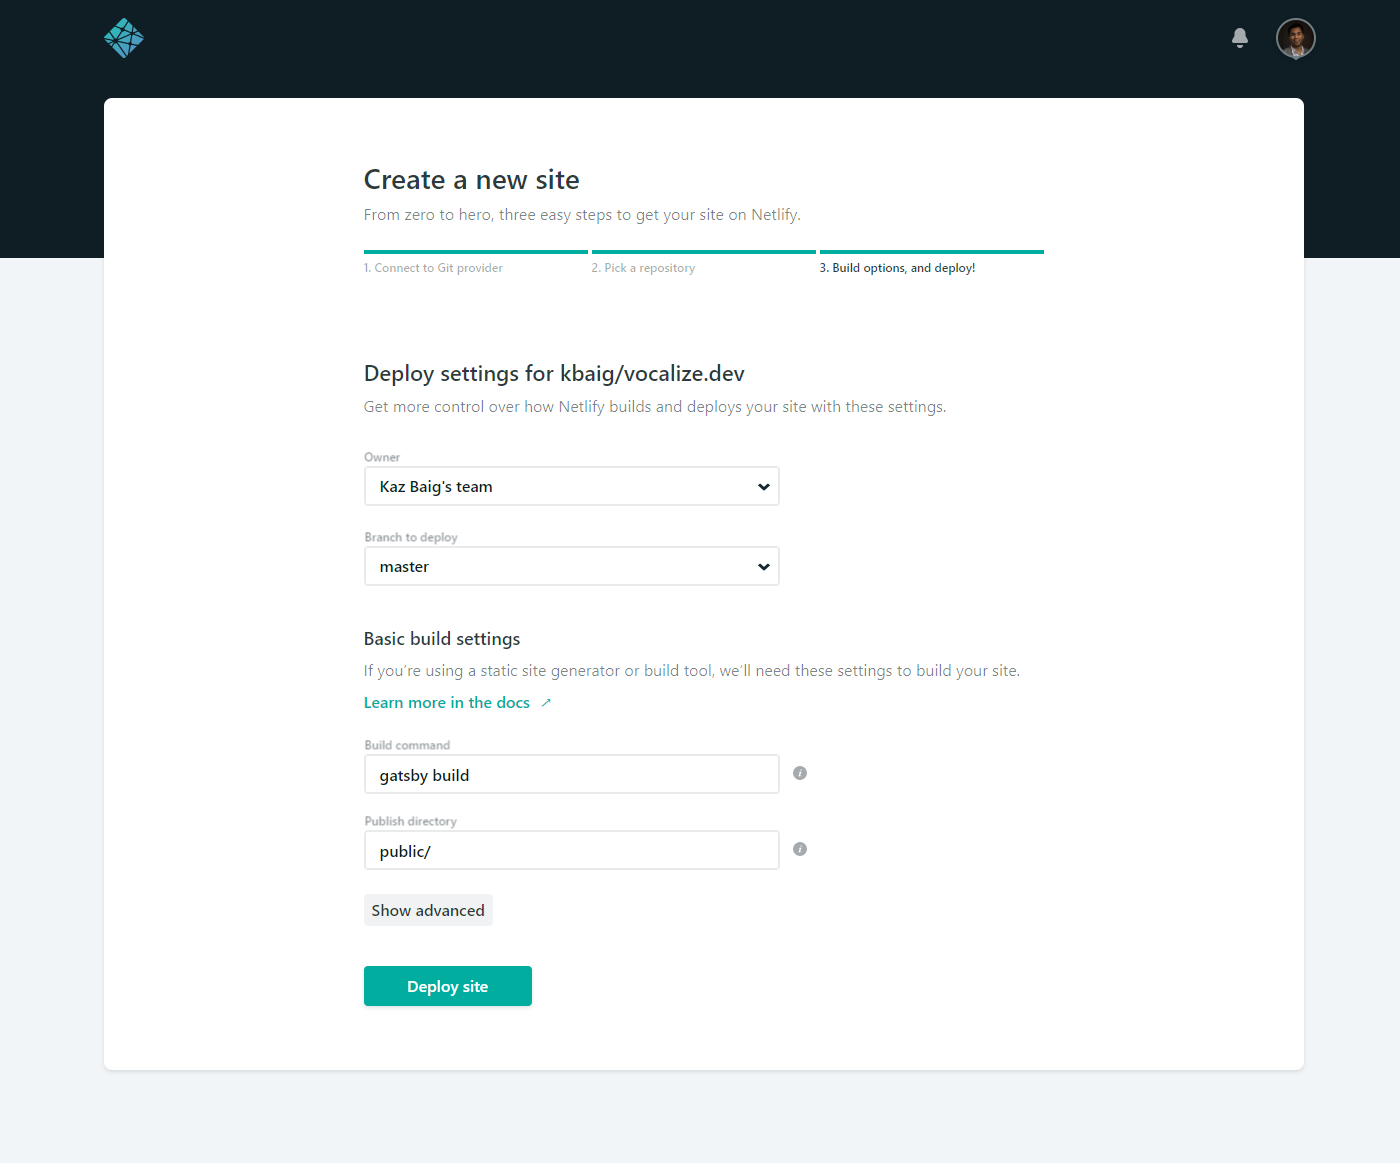 Create a new site
From zero to hero, three easy steps to get your site on Netlify.
1. Connect to Git provider
2. Pick a repository
3. Build options, and deploy!
Deploy settings for kbaig/vocalize.dev
Get more control over how Netlify builds and deploys your site with these settings.
Owner
Kaz Baig's team
Branch to deploy
master
Basic build settings
If you’re using a static site generator or build tool, we’ll need these settings to build your site.
Learn more in the docs ↗
Build command
gatsby build
Publish directory
public/
Show advanced
Deploy site